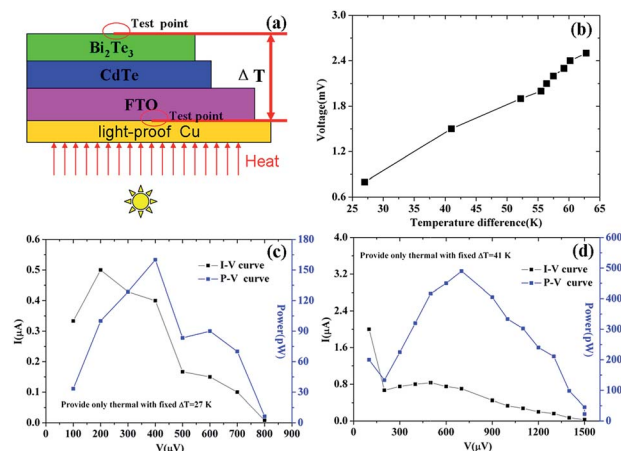 Test point
(a)
Bi2Te3
CdTe
ΔT
FTO
Test point
light-proof Cu
Heat
(b)
Voltage(mV)
3.0
2.4
1.8
1.2
0.6
25 30 35 40 45 50 55 60 65
Temperature difference(K)
(c)
I-V curve
P-V curve
I(μA)
0.6
0.5
0.4
0.3
0.2
0.1
0.0
Power(pW)
180
150
120
90
60
30
0
Provide only thermal with fixed ΔT=27 K
0 100 200 300 400 500 600 700 800 900
V(μV)
(d)
Provide only thermal with fixed ΔT=41 K
I-V curve
P-V curve
I(μA)
4.0
3.2
2.4
1.6
0.8
0.0
Power(pW)
600
500
400
300
200
100
0
0 300 600 900 1200 1500
V(μV)